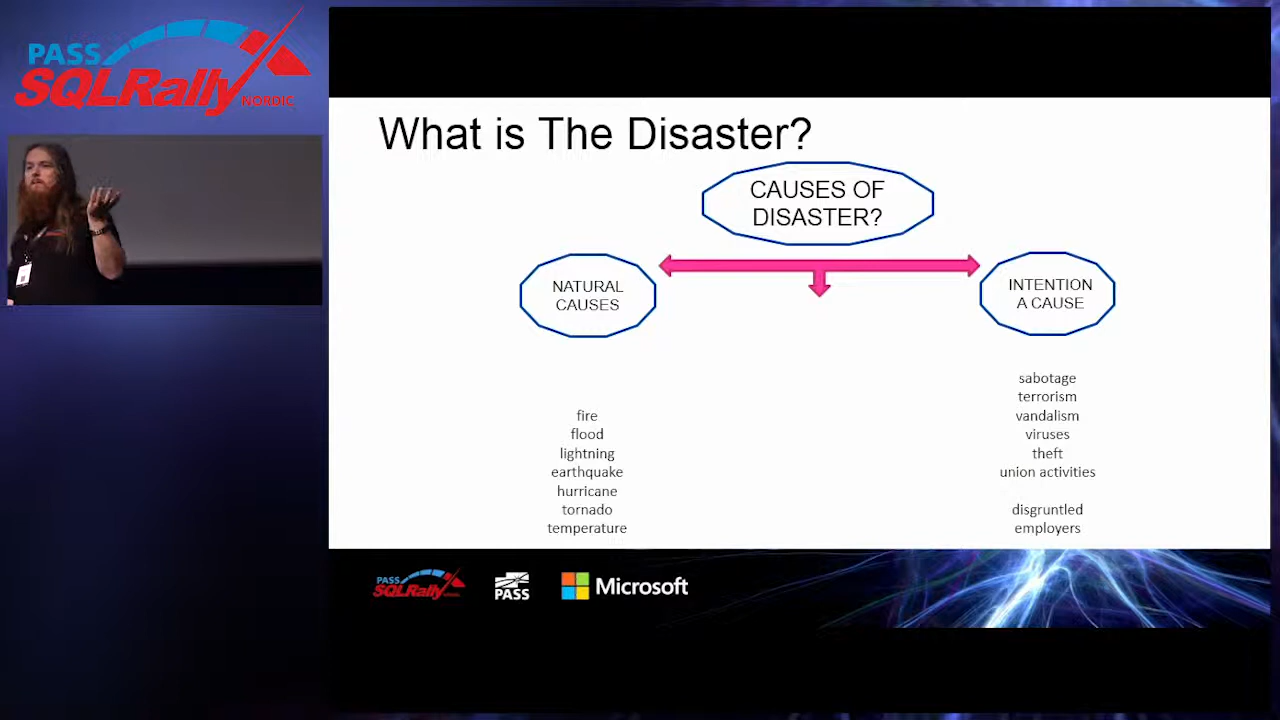 PASS
SQLRally
NORDIC
What is The Disaster?
CAUSES OF
DISASTER?
NATURAL
CAUSES
INTENTION
A CAUSE
fire
flood
lightning
earthquake
hurricane
tornado
temperature
sabotage
terrorism
vandalism
viruses
theft
union activities
disgruntled
employers
PASS
SQLRally
PASS
Microsoft